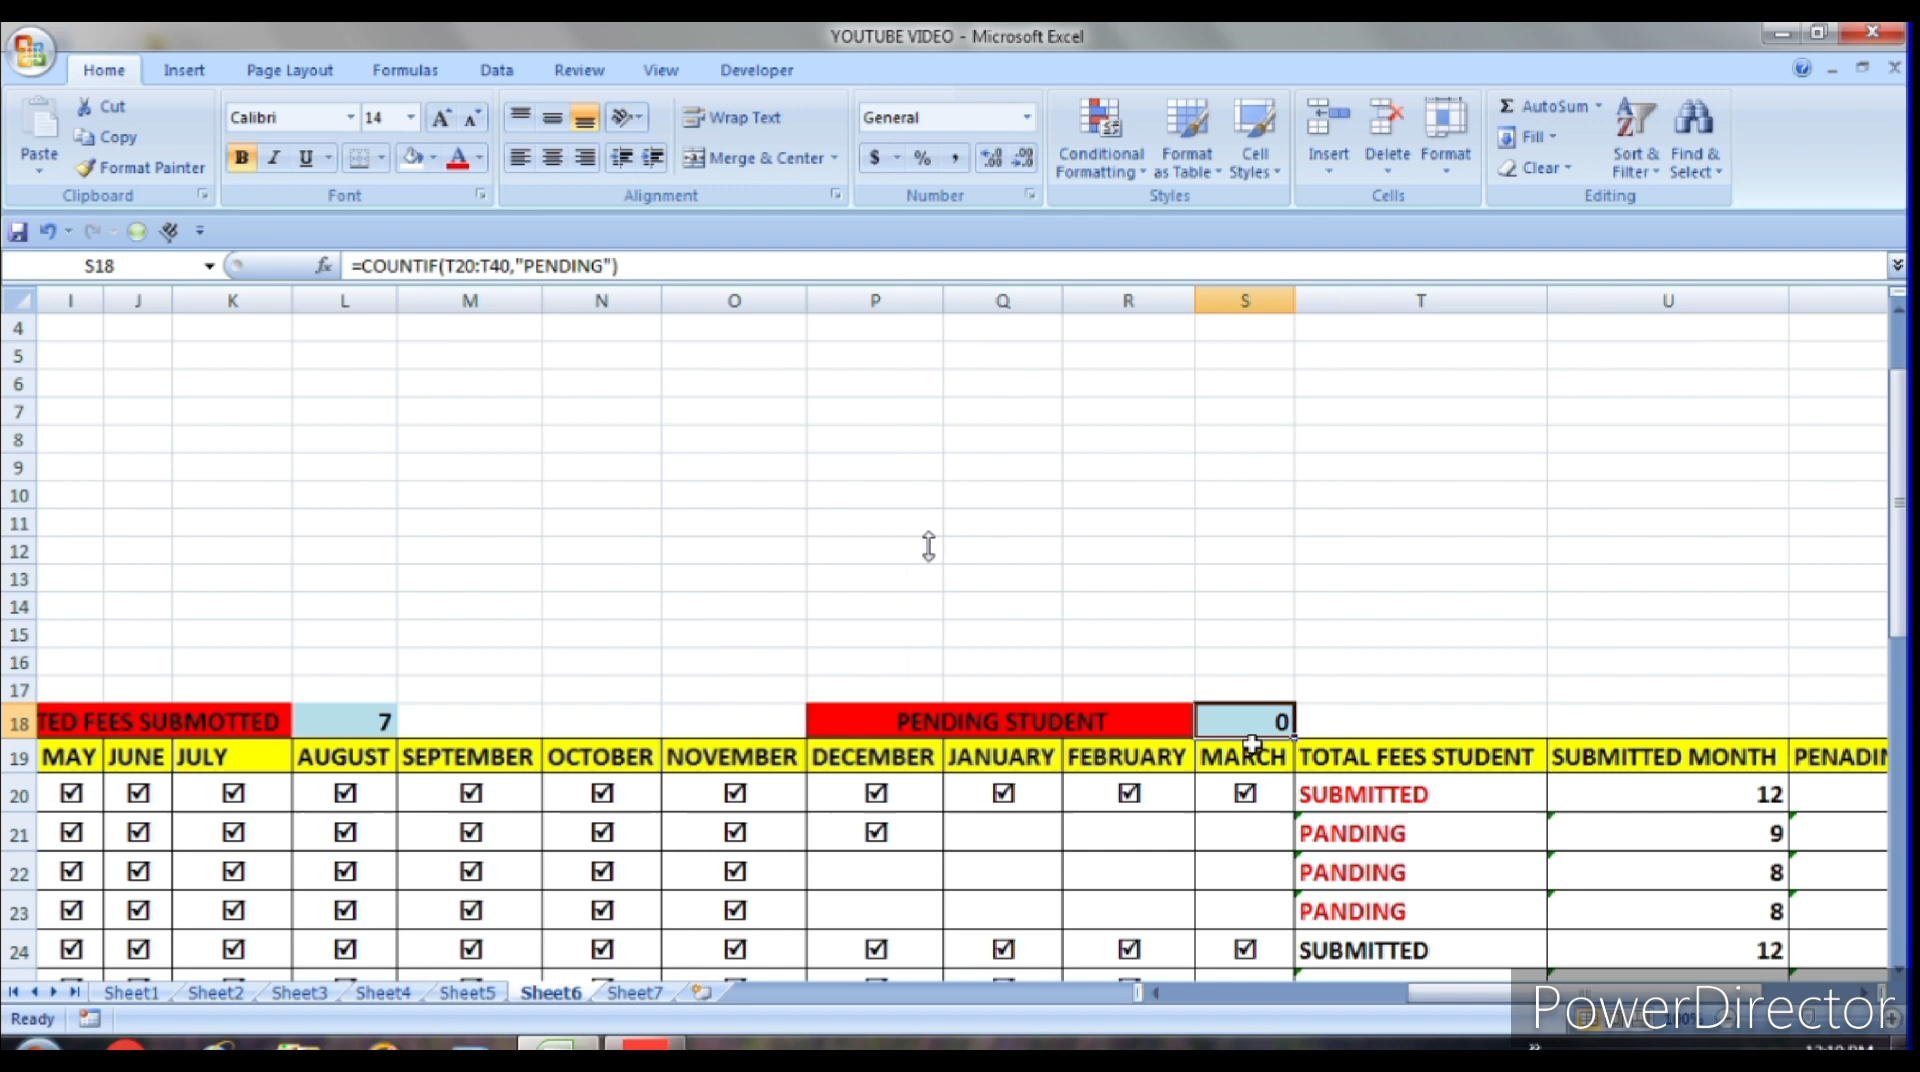 YOUTUBE VIDEO - Microsoft Excel
Home Insert Page Layout Formulas Data Review View Developer
Cut
Copy
Format Painter
Paste
Clipboard
Calibri 14
B I U
Font
Wrap Text
Merge & Center
Alignment
General
$ % ,
Number
Conditional Formatting
Format as Table
Cell Styles
Styles
Insert Delete Format
Cells
Σ AutoSum
Fill
Clear
Sort & Filter
Find & Select
Editing
S18 fx =COUNTIF(T20:T40,"PENDING")
I J K L M N O P Q R S T U
4
5
6
7
8
9
10
11
12
13
14
15
16
17
18 TED FEES SUBMOTTED 7 PENDING STUDENT 0
19 MAY JUNE JULY AUGUST SEPTEMBER OCTOBER NOVEMBER DECEMBER JANUARY FEBRUARY MARCH TOTAL FEES STUDENT SUBMITTED MONTH PENADIN
20 SUBMITTED 12
21 PANDING 9
22 PANDING 8
23 PANDING 8
24 SUBMITTED 12
Sheet1 Sheet2 Sheet3 Sheet4 Sheet5 Sheet6 Sheet7
Ready
PowerDirector